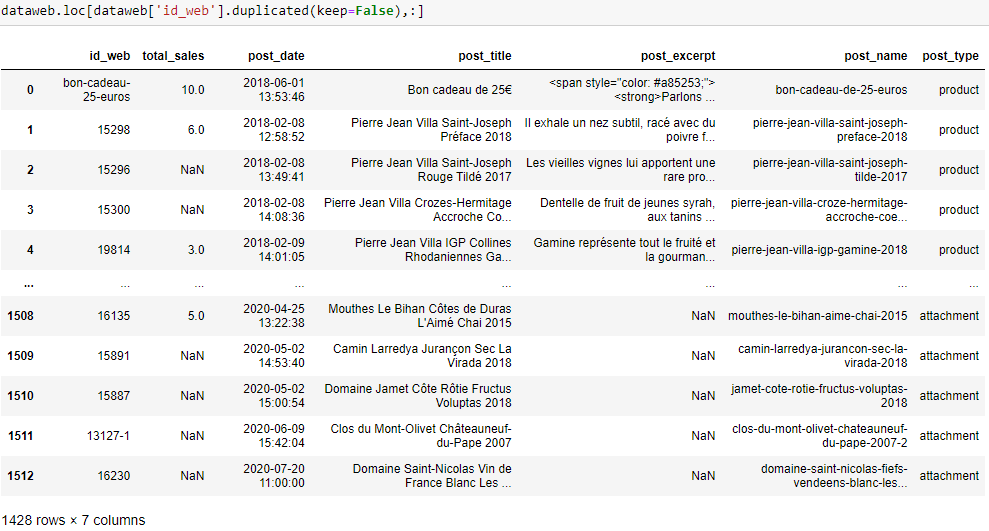 dataweb.loc[dataweb['id_web'].duplicated(keep=False),:]
id_web total_sales post_date post_title post_excerpt post_name post_type
0 bon-cadeau-25-euros 10.0 2018-06-01 13:53:46 Bon cadeau de 25€ <span style="color: #a85253;"><strong>Parlons ... bon-cadeau-de-25-euros product
1 15298 6.0 2018-02-08 12:58:52 Pierre Jean Villa Saint-Joseph Préface 2018 Il exhale un nez subtil, racé avec du poivre f... pierre-jean-villa-saint-joseph-preface-2018 product
2 15296 NaN 2018-02-08 13:49:41 Pierre Jean Villa Saint-Joseph Rouge Tildé 2017 Les vieilles vignes lui apportent une rare pro... pierre-jean-villa-saint-joseph-tilde-2017 product
3 15300 NaN 2018-02-08 14:08:36 Pierre Jean Villa Crozes-Hermitage Accroche Co... Dentelle de fruit de jeunes syrah, aux tanins ... pierre-jean-villa-croze-hermitage-accroche-coe... product
4 19814 3.0 2018-02-09 14:01:05 Pierre Jean Villa IGP Collines Rhodaniennes Ga... Gamine représente tout le fruité et la gourman... pierre-jean-villa-igp-gamine-2018 product
... ... ... ... ... ... ... ...
1508 16135 5.0 2020-04-25 13:22:38 Mouthes Le Bihan Côtes de Duras L'Aimé Chai 2015 NaN mouthes-le-bihan-aime-chai-2015 attachment
1509 15891 NaN 2020-05-02 14:53:40 Camin Larredya Jurançon Sec La Virada 2018 NaN camin-larredya-jurancon-sec-la-virada-2018 attachment
1510 15887 NaN 2020-05-02 15:00:54 Domaine Jamet Côte Rôtie Fructus Voluptas 2018 NaN jamet-cote-rotie-fructus-voluptas-2018 attachment
1511 13127-1 NaN 2020-06-09 15:42:04 Clos du Mont-Olivet Châteauneuf-du-Pape 2007 NaN clos-du-mont-olivet-chateauneuf-du-pape-2007-2 attachment
1512 16230 NaN 2020-07-20 11:00:00 Domaine Saint-Nicolas Vin de France Blanc Les ... NaN domaine-saint-nicolas-fiefs-vendeens-blanc-les... attachment
1428 rows × 7 columns